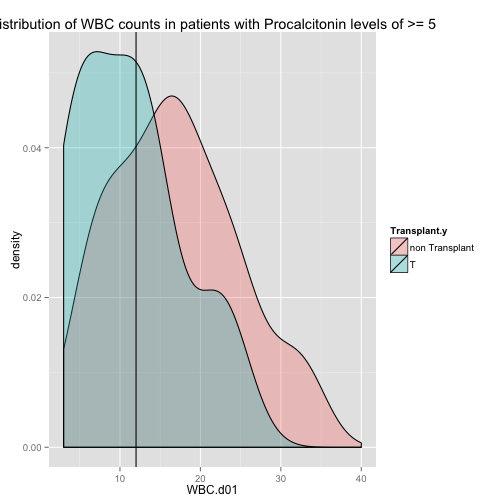 istribution of WBC counts in patients with Procalcitonin levels of >= 5
density
0.04
0.02
0.00
10 20 30 40
WBC.d01
Transplant.y
non Transplant
T